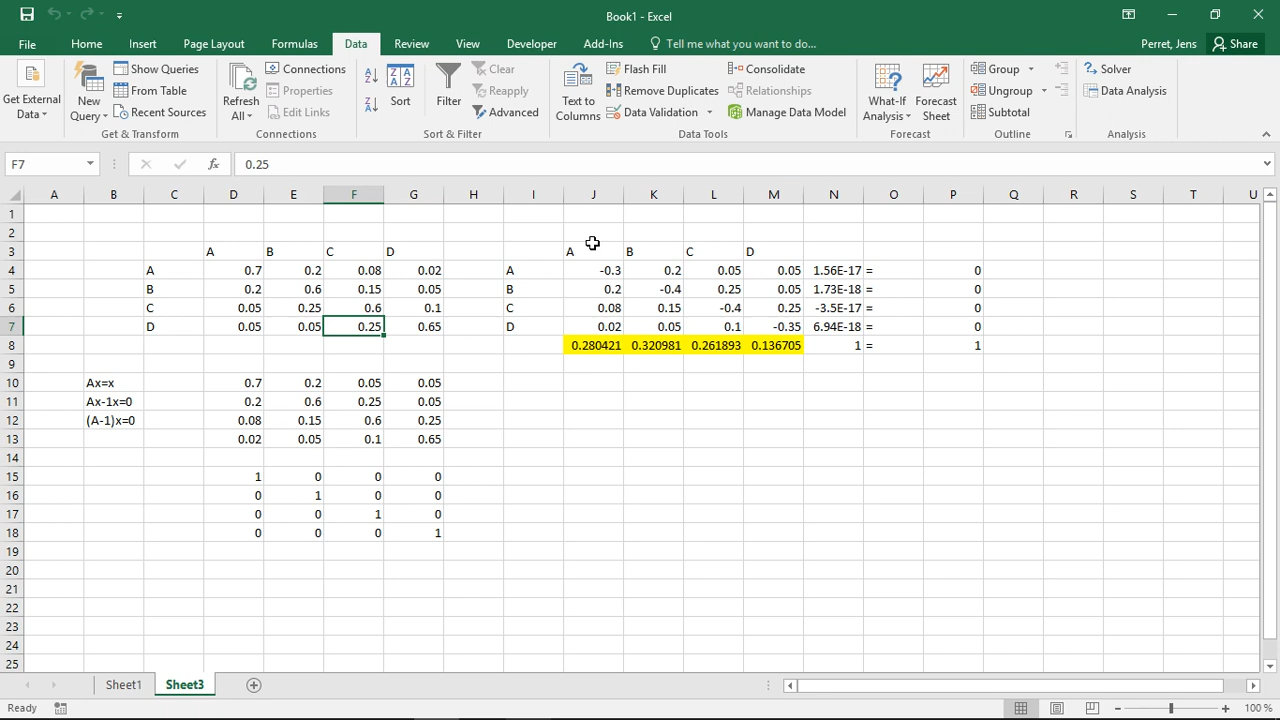 Book1 - Excel
File Home Insert Page Layout Formulas Data Review View Developer Add-Ins Tell me what you want to do... Perret, Jens Share
Get External Data
New Query
Show Queries
From Table
Recent Sources
Get & Transform
Refresh All
Connections
Properties
Edit Links
Connections
Sort
Filter
Clear
Reapply
Advanced
Sort & Filter
Text to Columns
Flash Fill
Remove Duplicates
Data Validation
Consolidate
Relationships
Manage Data Model
Data Tools
What-If Analysis
Forecast Sheet
Forecast
Group
Ungroup
Subtotal
Outline
Solver
Data Analysis
Analysis
F7 fx 0.25
A B C D E F G H I J K L M N O P Q R S T U
1
2
3 A B C D A B C D
4 A 0.7 0.2 0.08 0.02 A -0.3 0.2 0.05 0.05 1.56E-17 = 0
5 B 0.2 0.6 0.15 0.05 B 0.2 -0.4 0.25 0.05 1.73E-18 = 0
6 C 0.05 0.25 0.6 0.1 C 0.08 0.15 -0.4 0.25 -3.5E-17 = 0
7 D 0.05 0.05 0.25 0.65 D 0.02 0.05 0.1 -0.35 6.94E-18 = 0
8 0.280421 0.320981 0.261893 0.136705 1 = 1
9
10 Ax=x 0.7 0.2 0.05 0.05
11 Ax-1x=0 0.2 0.6 0.25 0.05
12 (A-1)x=0 0.08 0.15 0.6 0.25
13 0.02 0.05 0.1 0.65
14
15 1 0 0 0
16 0 1 0 0
17 0 0 1 0
18 0 0 0 1
19
20
21
22
23
24
25
Sheet1 Sheet3
Ready 100 %